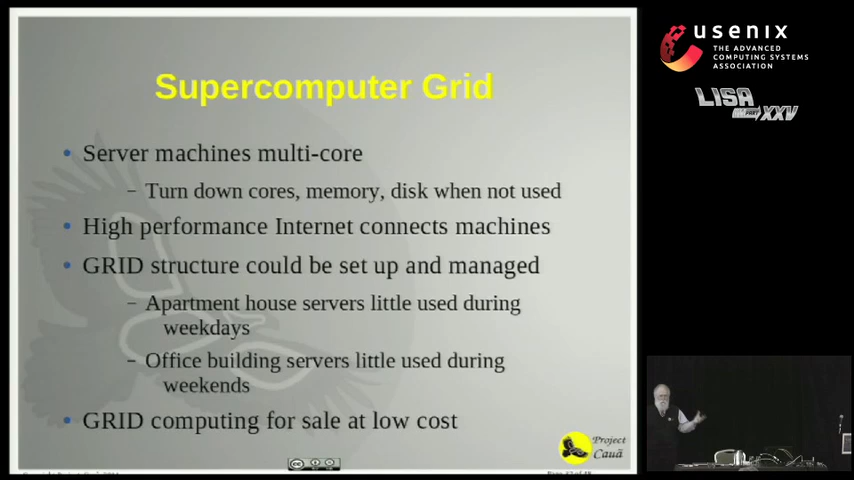 Supercomputer Grid
• Server machines multi-core
– Turn down cores, memory, disk when not used
• High performance Internet connects machines
• GRID structure could be set up and managed
– Apartment house servers little used during
weekdays
– Office building servers little used during
weekends
• GRID computing for sale at low cost
Project
Cauã
usenix
THE ADVANCED
COMPUTING SYSTEMS
ASSOCIATION
LISA
XXV